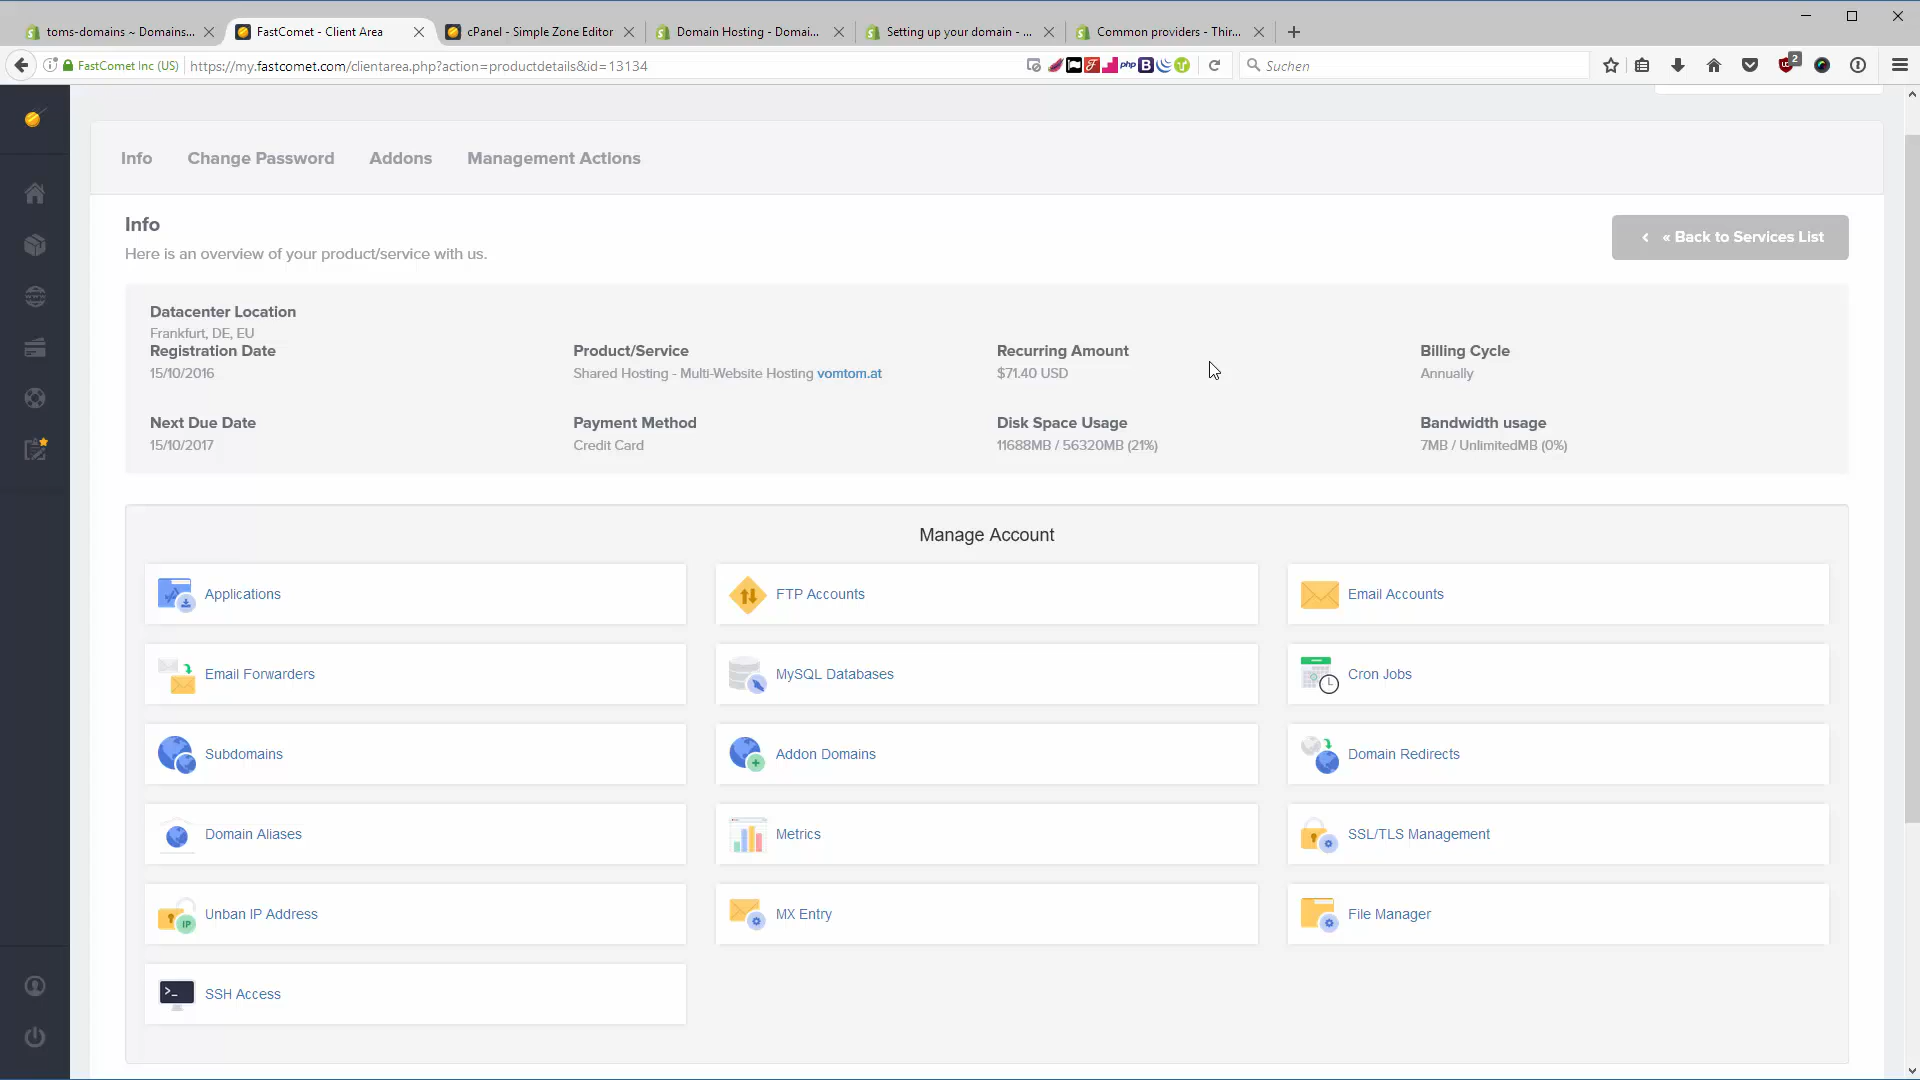 toms-domains ~ Domains...
FastComet - Client Area
cPanel - Simple Zone Editor
Domain Hosting - Domai...
Setting up your domain - ...
Common providers - Thir...
FastComet Inc (US)
https://my.fastcomet.com/clientarea.php?action=productdetails&id=13134
php
B
Suchen
2
Info
Change Password
Addons
Management Actions
Info
Here is an overview of your product/service with us.
« Back to Services List
Datacenter Location
Frankfurt, DE, EU
Registration Date
15/10/2016
Product/Service
Shared Hosting - Multi-Website Hosting vomtom.at
Recurring Amount
$71.40 USD
Billing Cycle
Annually
Next Due Date
15/10/2017
Payment Method
Credit Card
Disk Space Usage
11688MB / 56320MB (21%)
Bandwidth usage
7MB / UnlimitedMB (0%)
Manage Account
Applications
FTP Accounts
Email Accounts
Email Forwarders
MySQL Databases
Cron Jobs
Subdomains
Addon Domains
Domain Redirects
Domain Aliases
Metrics
SSL/TLS Management
IP
Unban IP Address
MX Entry
File Manager
>_
SSH Access